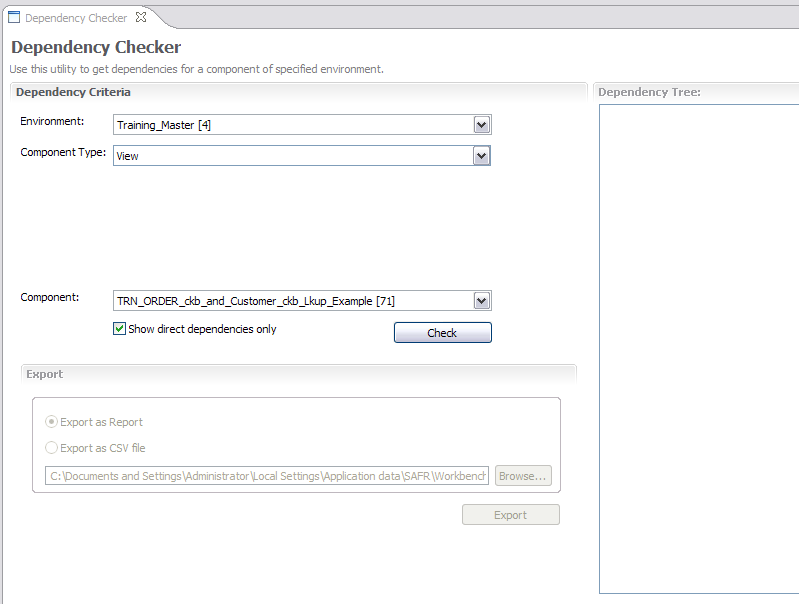 Dependency Checker
Dependency Checker
Use this utility to get dependencies for a component of specified environment.
Dependency Criteria
Dependency Tree:
Environment:
Training_Master [4]
Component Type:
View
Component:
TRN_ORDER_ckb_and_Customer_ckb_Lkup_Example [71]
Show direct dependencies only
Check
Export
Export as Report
Export as CSV file
C:\Documents and Settings\Administrator\Local Settings\Application data\SAFR\Workbench
Browse...
Export